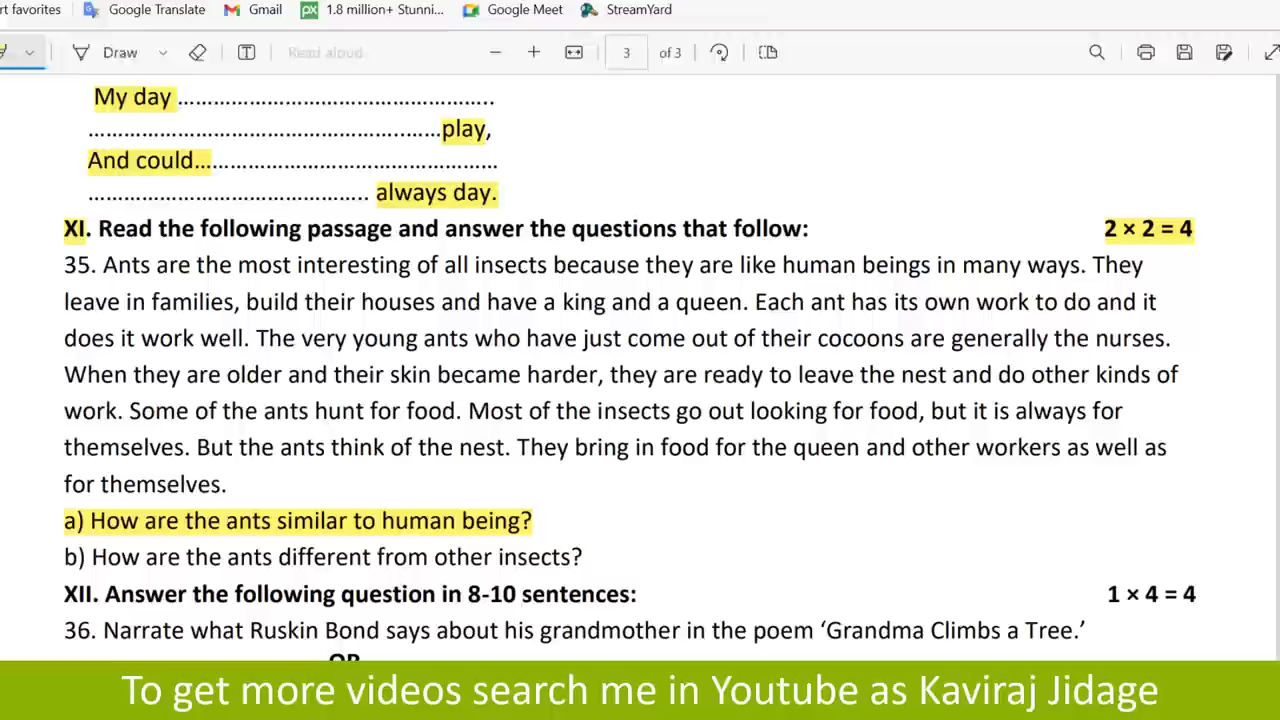 rt favorites Google Translate Gmail 1.8 million+ Stunni... Google Meet StreamYard
Draw Read aloud 3 of 3
My day ……………………………………………..
……………………………………………..……play,
And could…………………………………………
…………………………………….. always day.
XI. Read the following passage and answer the questions that follow: 2 × 2 = 4
35. Ants are the most interesting of all insects because they are like human beings in many ways. They
leave in families, build their houses and have a king and a queen. Each ant has its own work to do and it
does it work well. The very young ants who have just come out of their cocoons are generally the nurses.
When they are older and their skin became harder, they are ready to leave the nest and do other kinds of
work. Some of the ants hunt for food. Most of the insects go out looking for food, but it is always for
themselves. But the ants think of the nest. They bring in food for the queen and other workers as well as
for themselves.
a) How are the ants similar to human being?
b) How are the ants different from other insects?
XII. Answer the following question in 8-10 sentences: 1 × 4 = 4
36. Narrate what Ruskin Bond says about his grandmother in the poem ‘Grandma Climbs a Tree.’
OR
To get more videos search me in Youtube as Kaviraj Jidage